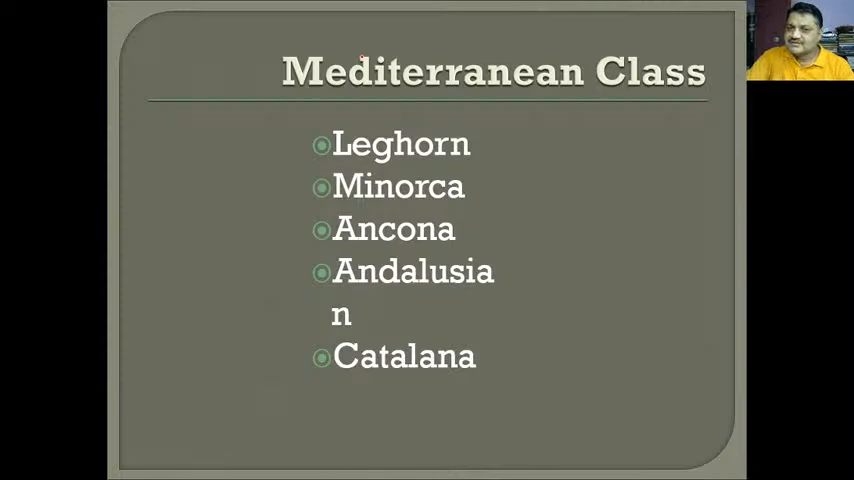 Mediterranean Class
Leghorn
Minorca
Ancona
Andalusia
n
Catalana